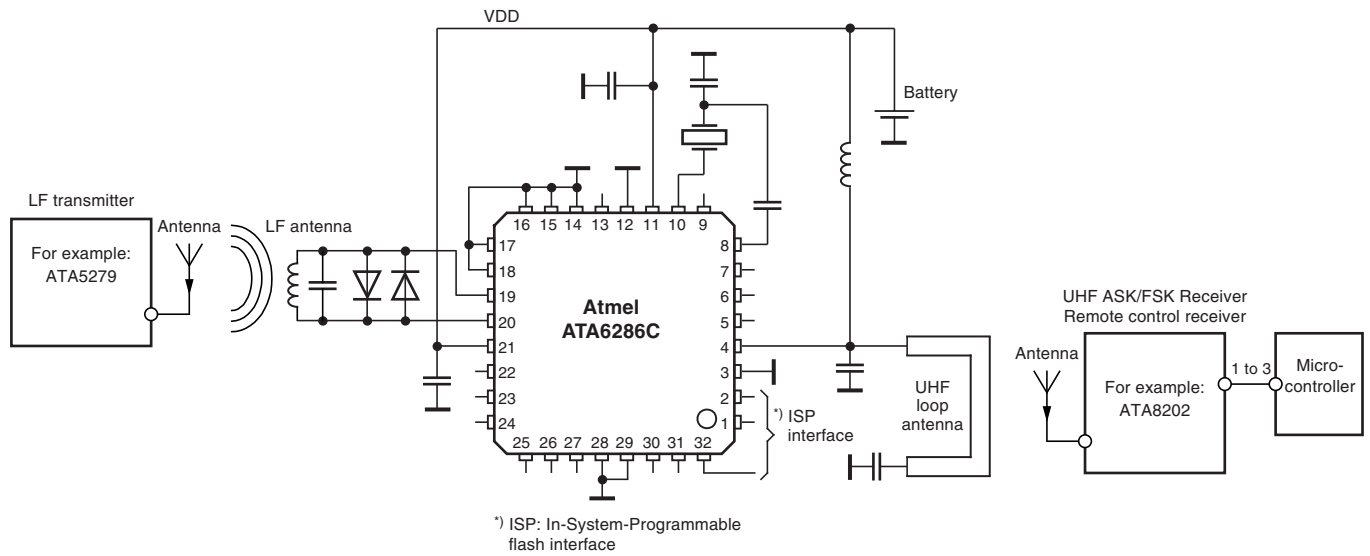 VDD
Battery
LF transmitter
Antenna
LF antenna
For example:
ATA5279
16 15 14 13 12 11 10 9
17
18
19
20
21
22
23
24
8
7
6
5
4
3
2
1
Atmel
ATA6286C
25 26 27 28 29 30 31 32
*) ISP
interface
UHF
loop
antenna
UHF ASK/FSK Receiver
Remote control receiver
Antenna
For example:
ATA8202
1 to 3
Micro-
controller
*) ISP: In-System-Programmable
flash interface